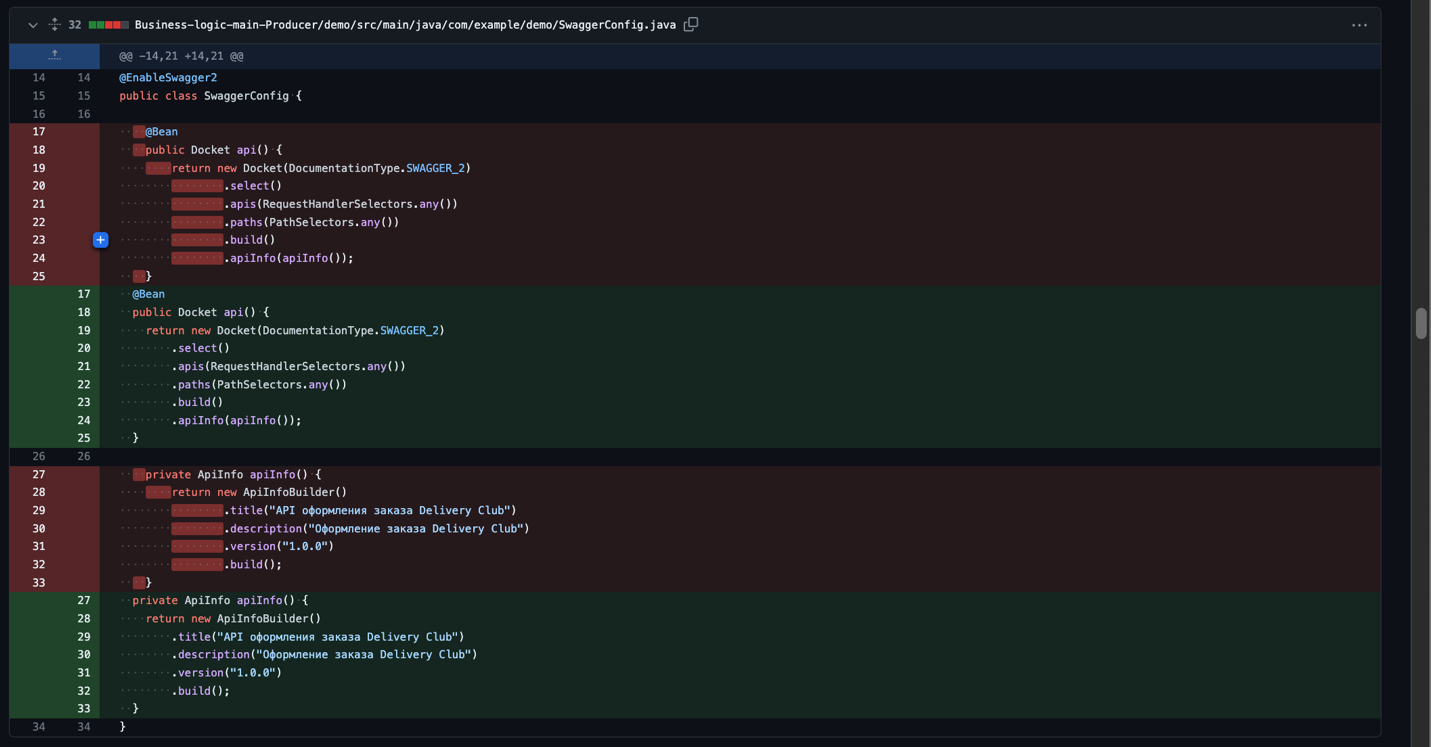 32 Business-logic-main-Producer/demo/src/main/java/com/example/demo/SwaggerConfig.java
@@ -14,21 +14,21 @@
14 14 @EnableSwagger2
15 15 public class SwaggerConfig {
16 16
17 @Bean
18 public Docket api() {
19 return new Docket(DocumentationType.SWAGGER_2)
20 .select()
21 .apis(RequestHandlerSelectors.any())
22 .paths(PathSelectors.any())
23 .build()
24 .apiInfo(apiInfo());
25 }
17 @Bean
18 public Docket api() {
19 return new Docket(DocumentationType.SWAGGER_2)
20 .select()
21 .apis(RequestHandlerSelectors.any())
22 .paths(PathSelectors.any())
23 .build()
24 .apiInfo(apiInfo());
25 }
26 26
27 private ApiInfo apiInfo() {
28 return new ApiInfoBuilder()
29 .title("API оформления заказа Delivery Club")
30 .description("Оформление заказа Delivery Club")
31 .version("1.0.0")
32 .build();
33 }
27 private ApiInfo apiInfo() {
28 return new ApiInfoBuilder()
29 .title("API оформления заказа Delivery Club")
30 .description("Оформление заказа Delivery Club")
31 .version("1.0.0")
32 .build();
33 }
34 34 }